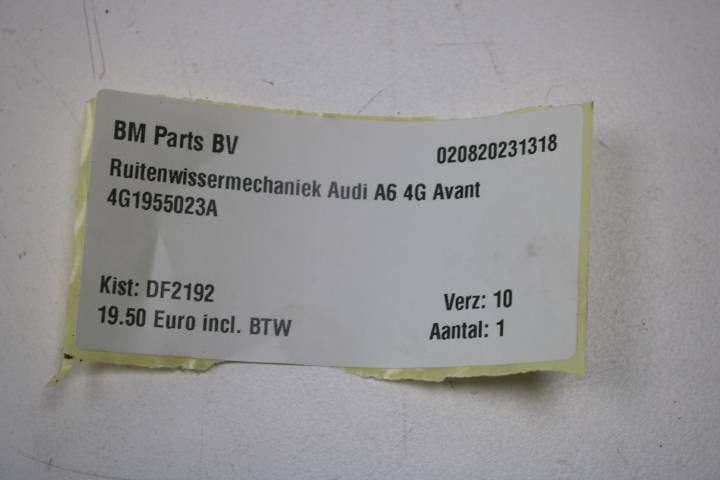 BM Parts BV 020820231318
Ruitenwissermechaniek Audi A6 4G Avant
4G1955023A
Kist: DF2192 Verz: 10
19.50 Euro incl. BTW Aantal: 1